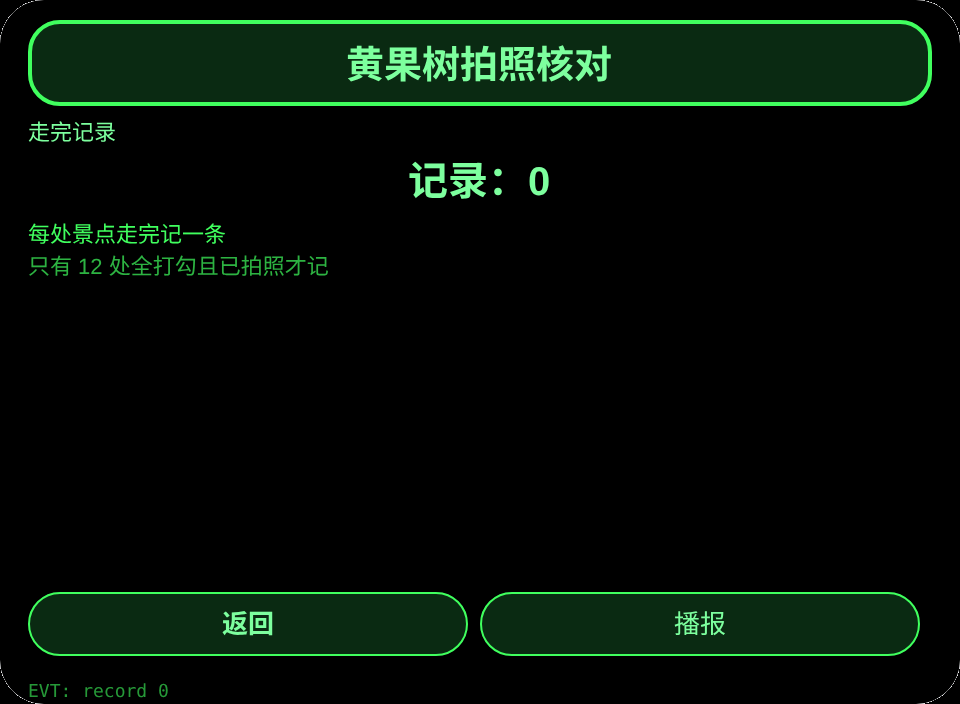 黄果树拍照核对
走完记录
记录：0
每处景点走完记一条
只有 12 处全打勾且已拍照才记
返回
播报
EVT: record 0